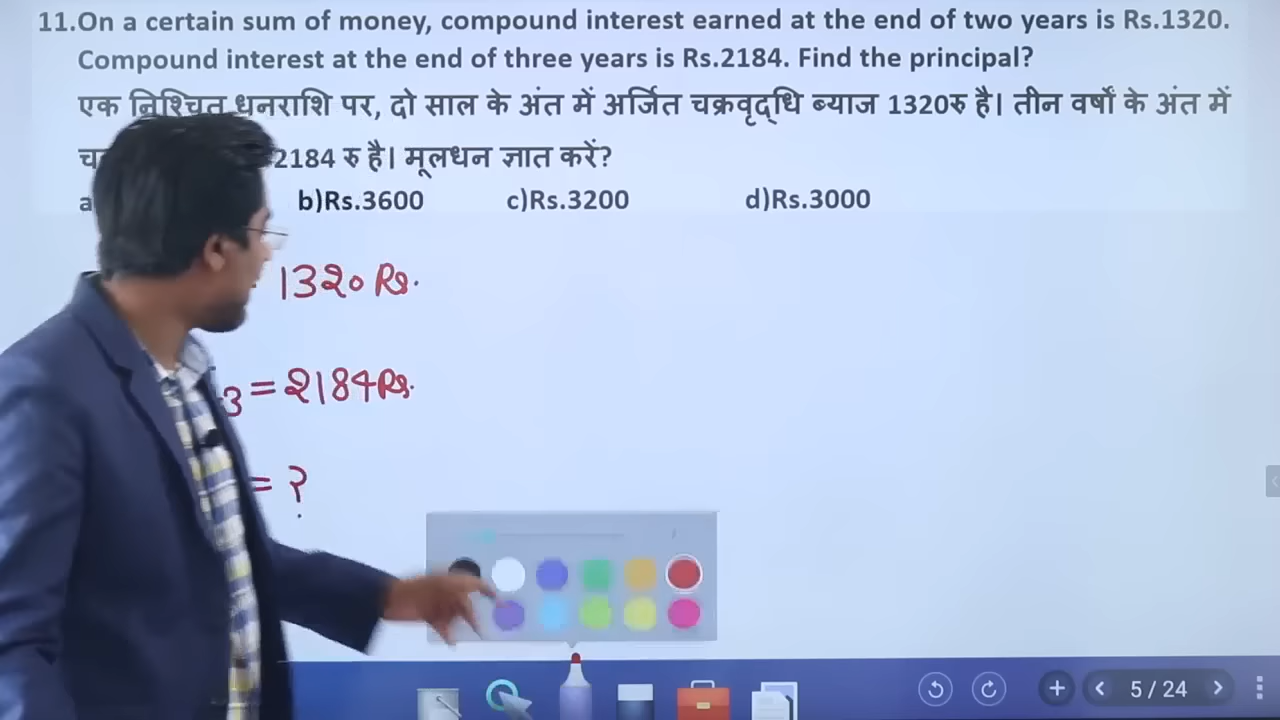 11.On a certain sum of money, compound interest earned at the end of two years is Rs.1320.
Compound interest at the end of three years is Rs.2184. Find the principal?
एक निश्चित धनराशि पर, दो साल के अंत में अर्जित चक्रवृद्धि ब्याज 1320रु है। तीन वर्षों के अंत में
2184 रु है। मूलधन ज्ञात करें?
b)Rs.3600 c)Rs.3200 d)Rs.3000
1320 Rs.
3 = 2184 Rs.
= ?
5 / 24